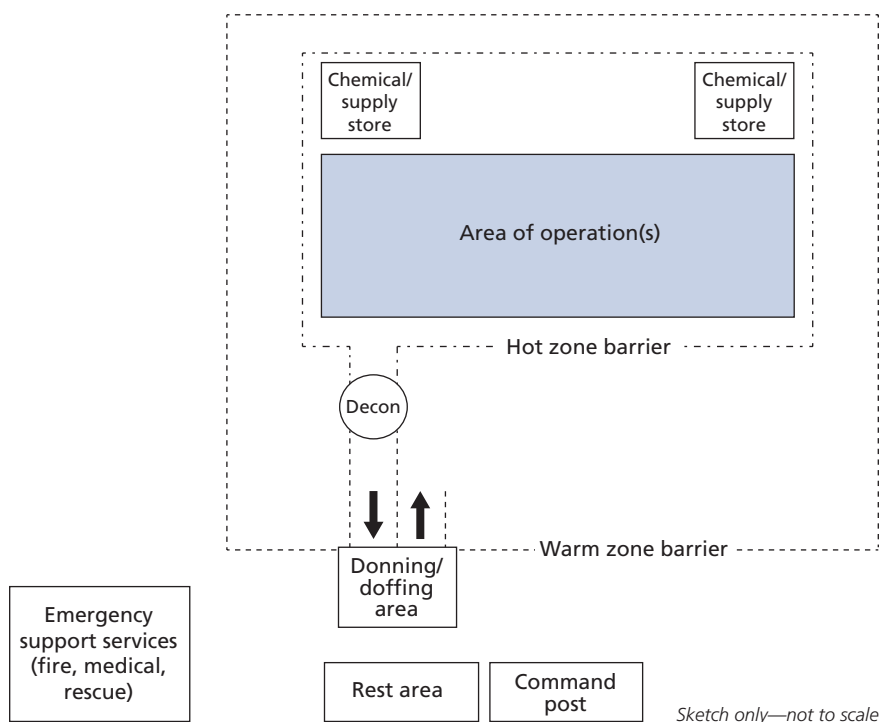 Chemical/
supply
store
Chemical/
supply
store
Area of operation(s)
Hot zone barrier
Decon
Warm zone barrier
Donning/
doffing
area
Emergency
support services
(fire, medical,
rescue)
Rest area
Command
post
Sketch only—not to scale